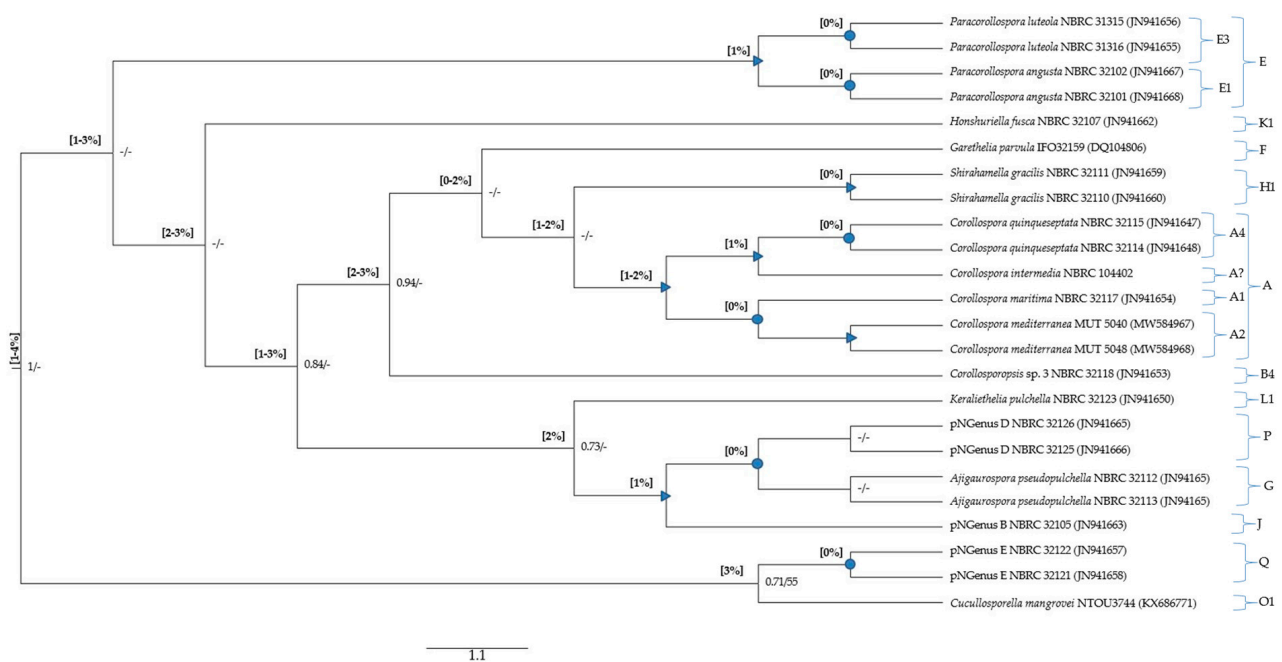 [0%]
Paracorollospora luteola NBRC 31315 (JN941656)
E3
[1%]
Paracorollospora luteola NBRC 31316 (JN941655)
E
[0%]
Paracorollospora angusta NBRC 32102 (JN941667)
E1
Paracorollospora angusta NBRC 32101 (JN941668)
[1-3%]
-/-
Honshuriella fusca NBRC 32107 (JN941662)
K1
Garethelia parvula IFO32159 (DQ104806)
F
[0-2%]
-/-
[0%]
Shirahamella gracilis NBRC 32111 (JN941659)
H1
Shirahamella gracilis NBRC 32110 (JN941660)
[2-3%]
-/-
[1-2%]
-/-
[0%]
Corollospora quinqueseptata NBRC 32115 (JN941647)
A4
[1%]
Corollospora quinqueseptata NBRC 32114 (JN941648)
[2-3%]
0.94/-
[1-2%]
Corollospora intermedia NBRC 104402
A?
A
[0%]
Corollospora maritima NBRC 32117 (JN941654)
A1
Corollospora mediterranea MUT 5040 (MW584967)
A2
Corollospora mediterranea MUT 5048 (MW584968)
[1-4%]
1/-
[1-3%]
0.84/-
Corollosporopsis sp. 3 NBRC 32118 (JN941653)
B4
Keraliethelia pulchella NBRC 32123 (JN941650)
L1
[2%]
0.73/-
pNGenus D NBRC 32126 (JN941665)
-/-
P
[0%]
pNGenus D NBRC 32125 (JN941666)
[1%]
Ajigaurospora pseudopulchella NBRC 32112 (JN94165)
-/-
G
Ajigaurospora pseudopulchella NBRC 32113 (JN94165)
pNGenus B NBRC 32105 (JN941663)
J
[0%]
pNGenus E NBRC 32122 (JN941657)
Q
[3%]
0.71/55
pNGenus E NBRC 32121 (JN941658)
Cucullosporella mangrovei NTOU3744 (KX686771)
O1
1.1